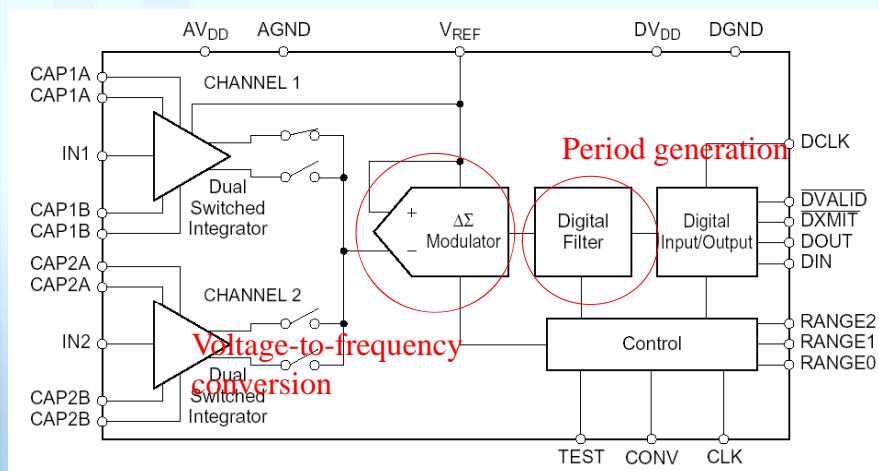 AVDD AGND VREF DVDD DGND
CAP1A
CAP1A
CHANNEL 1
IN1
Dual
Switched
Integrator
CAP1B
CAP1B
CAP2A
CAP2A
CHANNEL 2
IN2
Dual
Switched
Integrator
CAP2B
CAP2B
Voltage-to-frequency
conversion
+
−
ΔΣ
Modulator
Period generation
Digital
Filter
Digital
Input/Output
Control
DCLK
DVALID
DXMIT
DOUT
DIN
RANGE2
RANGE1
RANGE0
TEST CONV CLK